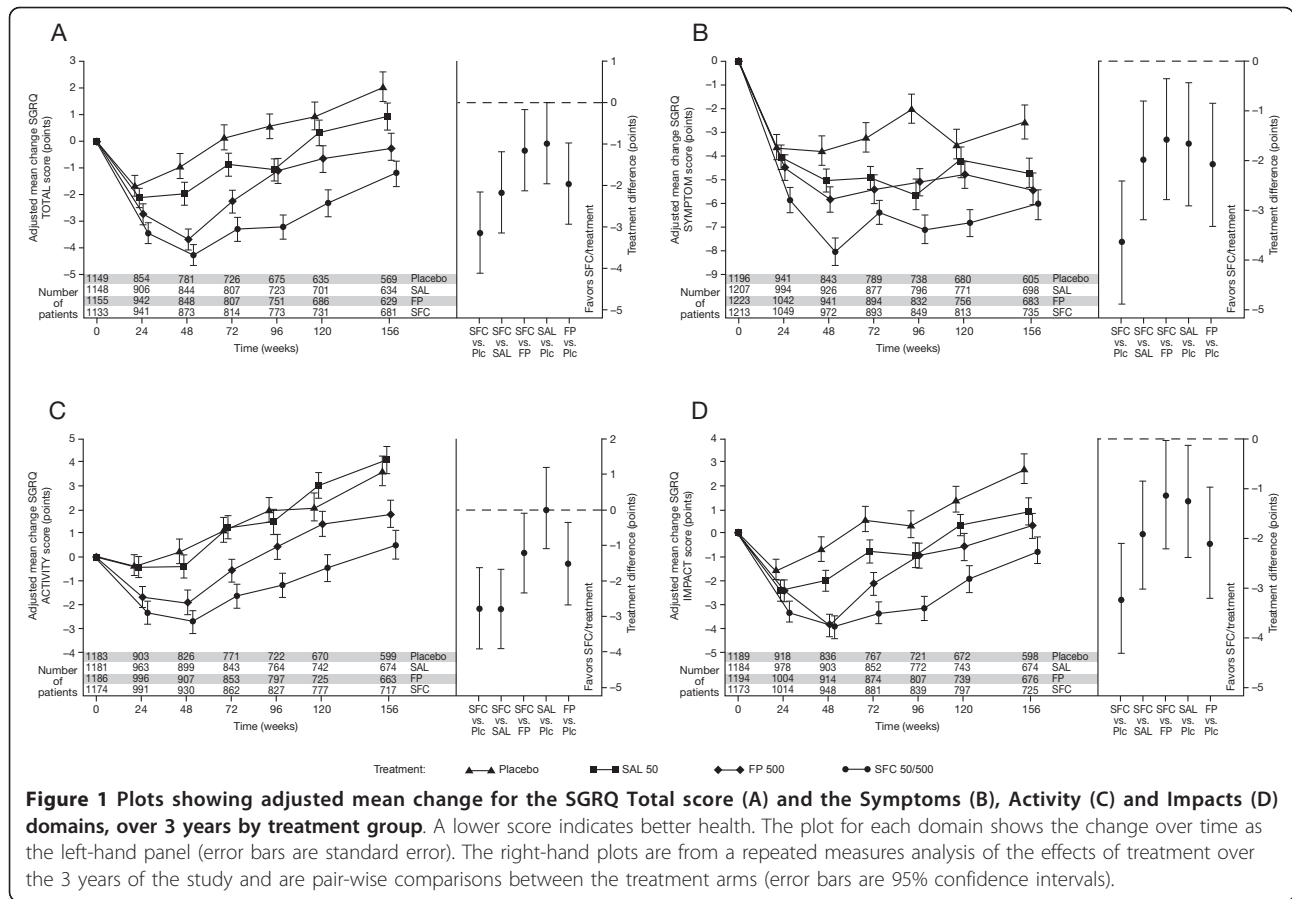 A
Adjusted mean change SGRQ
TOTAL score (points)
3
2
1
0
−1
−2
−3
−4
−5
1149 854 781 726 675 635 569 Placebo
1148 906 844 807 723 701 634 SAL
1155 942 848 807 751 686 629 FP
1133 941 873 814 773 731 681 SFC
Number
of
patients
0 24 48 72 96 120 156
Time (weeks)
1
0
−1
−2
−3
−4
−5
Favors SFC/treatment
Treatment difference (points)
SFC SFC SFC SAL FP
vs. vs. vs. vs. vs.
Plc SAL FP Plc Plc
B
Adjusted mean change SGRQ
SYMPTOM score (points)
0
−1
−2
−3
−4
−5
−6
−7
−8
−9
1196 941 843 789 738 680 605 Placebo
1207 994 926 877 796 771 698 SAL
1223 1042 941 894 832 756 683 FP
1213 1049 972 893 849 813 735 SFC
Number
of
patients
0 24 48 72 96 120 156
Time (weeks)
0
−1
−2
−3
−4
−5
Favors SFC/treatment
Treatment difference (points)
SFC SFC SFC SAL FP
vs. vs. vs. vs. vs.
Plc SAL FP Plc Plc
C
Adjusted mean change SGRQ
ACTIVITY score (points)
5
4
3
2
1
0
−1
−2
−3
−4
1183 903 826 771 722 670 599 Placebo
1181 963 899 843 764 742 674 SAL
1186 996 907 853 797 725 663 FP
1174 991 930 862 827 777 717 SFC
Number
of
patients
0 24 48 72 96 120 156
Time (weeks)
2
1
0
−1
−2
−3
−4
−5
Favors SFC/treatment
Treatment difference (points)
SFC SFC SFC SAL FP
vs. vs. vs. vs. vs.
Plc SAL FP Plc Plc
D
Adjusted mean change SGRQ
IMPACT score (points)
4
3
2
1
0
−1
−2
−3
−4
−5
1189 918 836 767 721 672 598 Placebo
1184 978 903 852 772 743 674 SAL
1194 1004 914 874 807 739 676 FP
1173 1014 948 881 839 797 725 SFC
Number
of
patients
0 24 48 72 96 120 156
Time (weeks)
0
−1
−2
−3
−4
−5
Favors SFC/treatment
Treatment difference (points)
SFC SFC SFC SAL FP
vs. vs. vs. vs. vs.
Plc SAL FP Plc Plc
Treatment: Placebo SAL 50 FP 500 SFC 50/500
Figure 1 Plots showing adjusted mean change for the SGRQ Total score (A) and the Symptoms (B), Activity (C) and Impacts (D)
domains, over 3 years by treatment group. A lower score indicates better health. The plot for each domain shows the change over time as
the left-hand panel (error bars are standard error). The right-hand plots are from a repeated measures analysis of the effects of treatment over
the 3 years of the study and are pair-wise comparisons between the treatment arms (error bars are 95% confidence intervals).